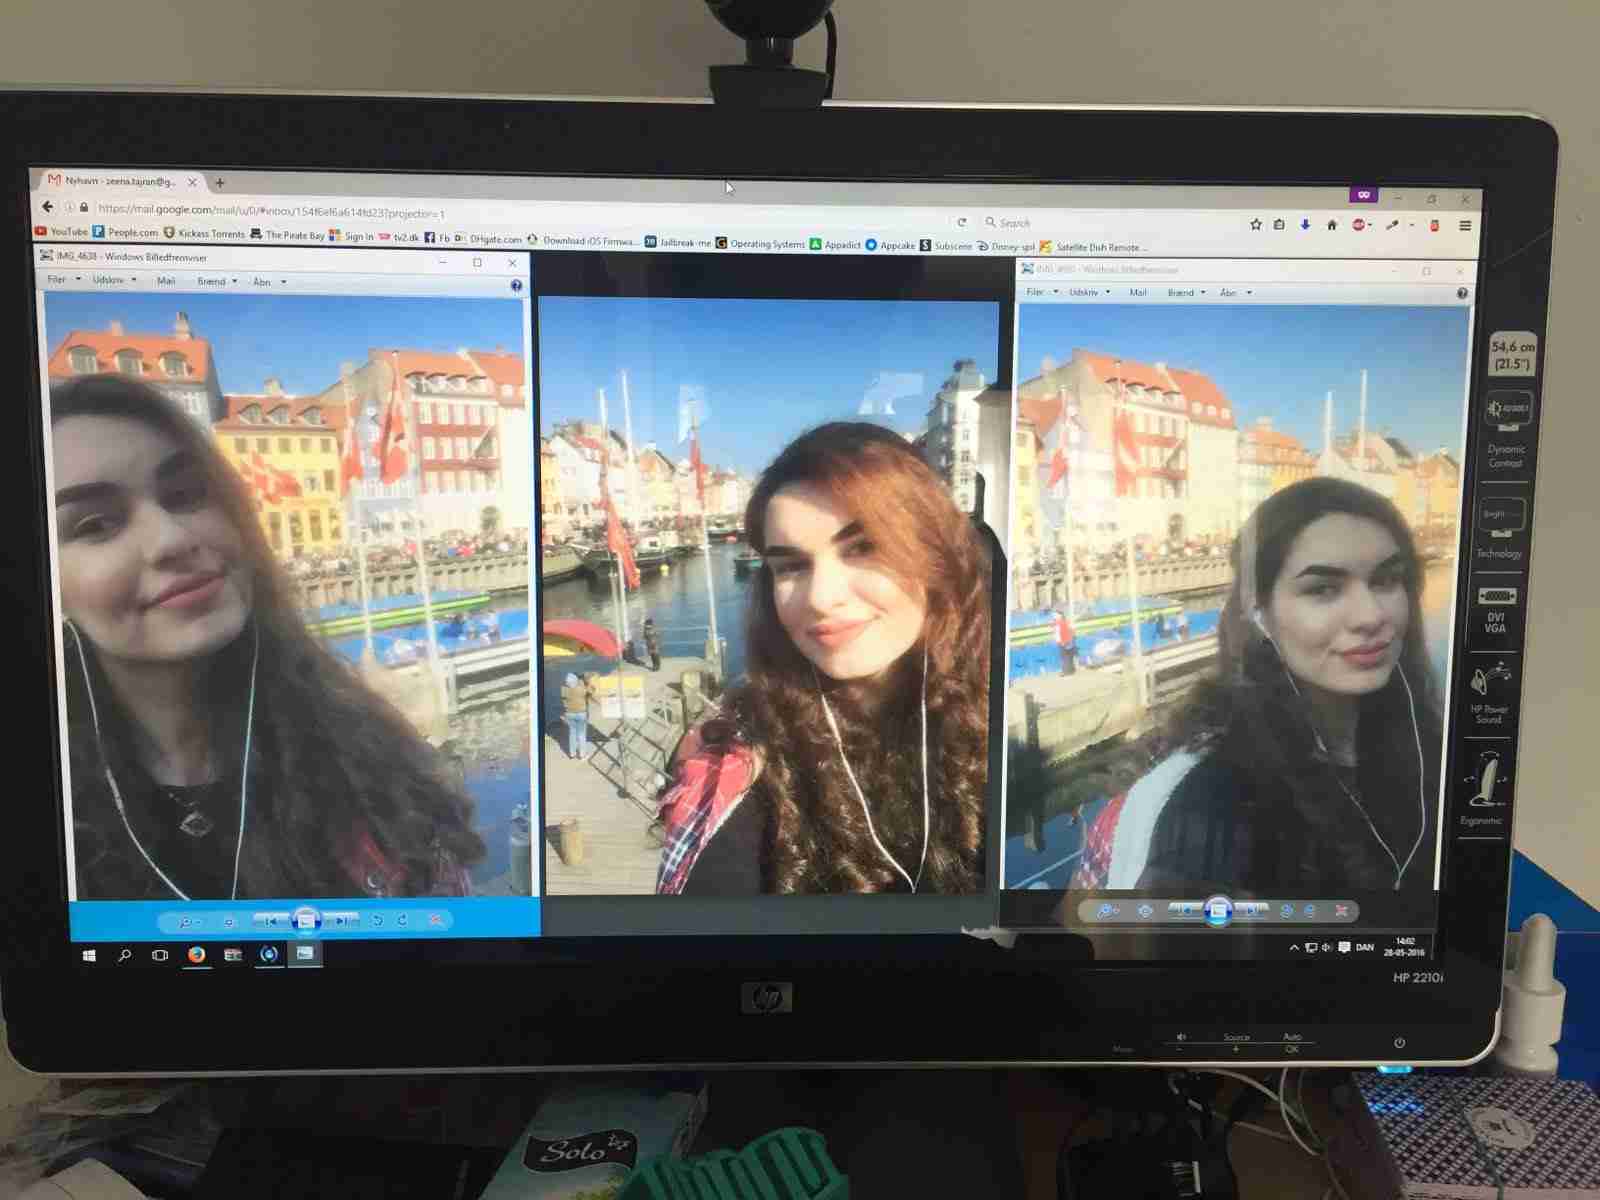 Nyhavn - zeena.tajran@g...
https://mail.google.com/mail/u/0/#inbox/154f6ef6a614fd23?projector=1
Search
YouTube People.com Kickass Torrents The Pirate Bay Sign In tv2.dk Fb DHgate.com Download iOS Firmwa... Jailbreak-me Operating Systems Appadict Appcake Subscene Disney-spil Satellite Dish Remote...
IMG_4638 - Windows Billedfremviser
Filer Udskriv Mail Brænd Åbn
Windows Billedfremviser
Filer Udskriv Mail Brænd Åbn
54,6 cm
(21.5")
Dynamic
Contrast
Bright
Technology
DVI
VGA
HP Power
Sound
Ergonomic
DAN
14:02
28-05-2016
HP 2210i
hp
Menu
- Source + Auto
OK
Solo